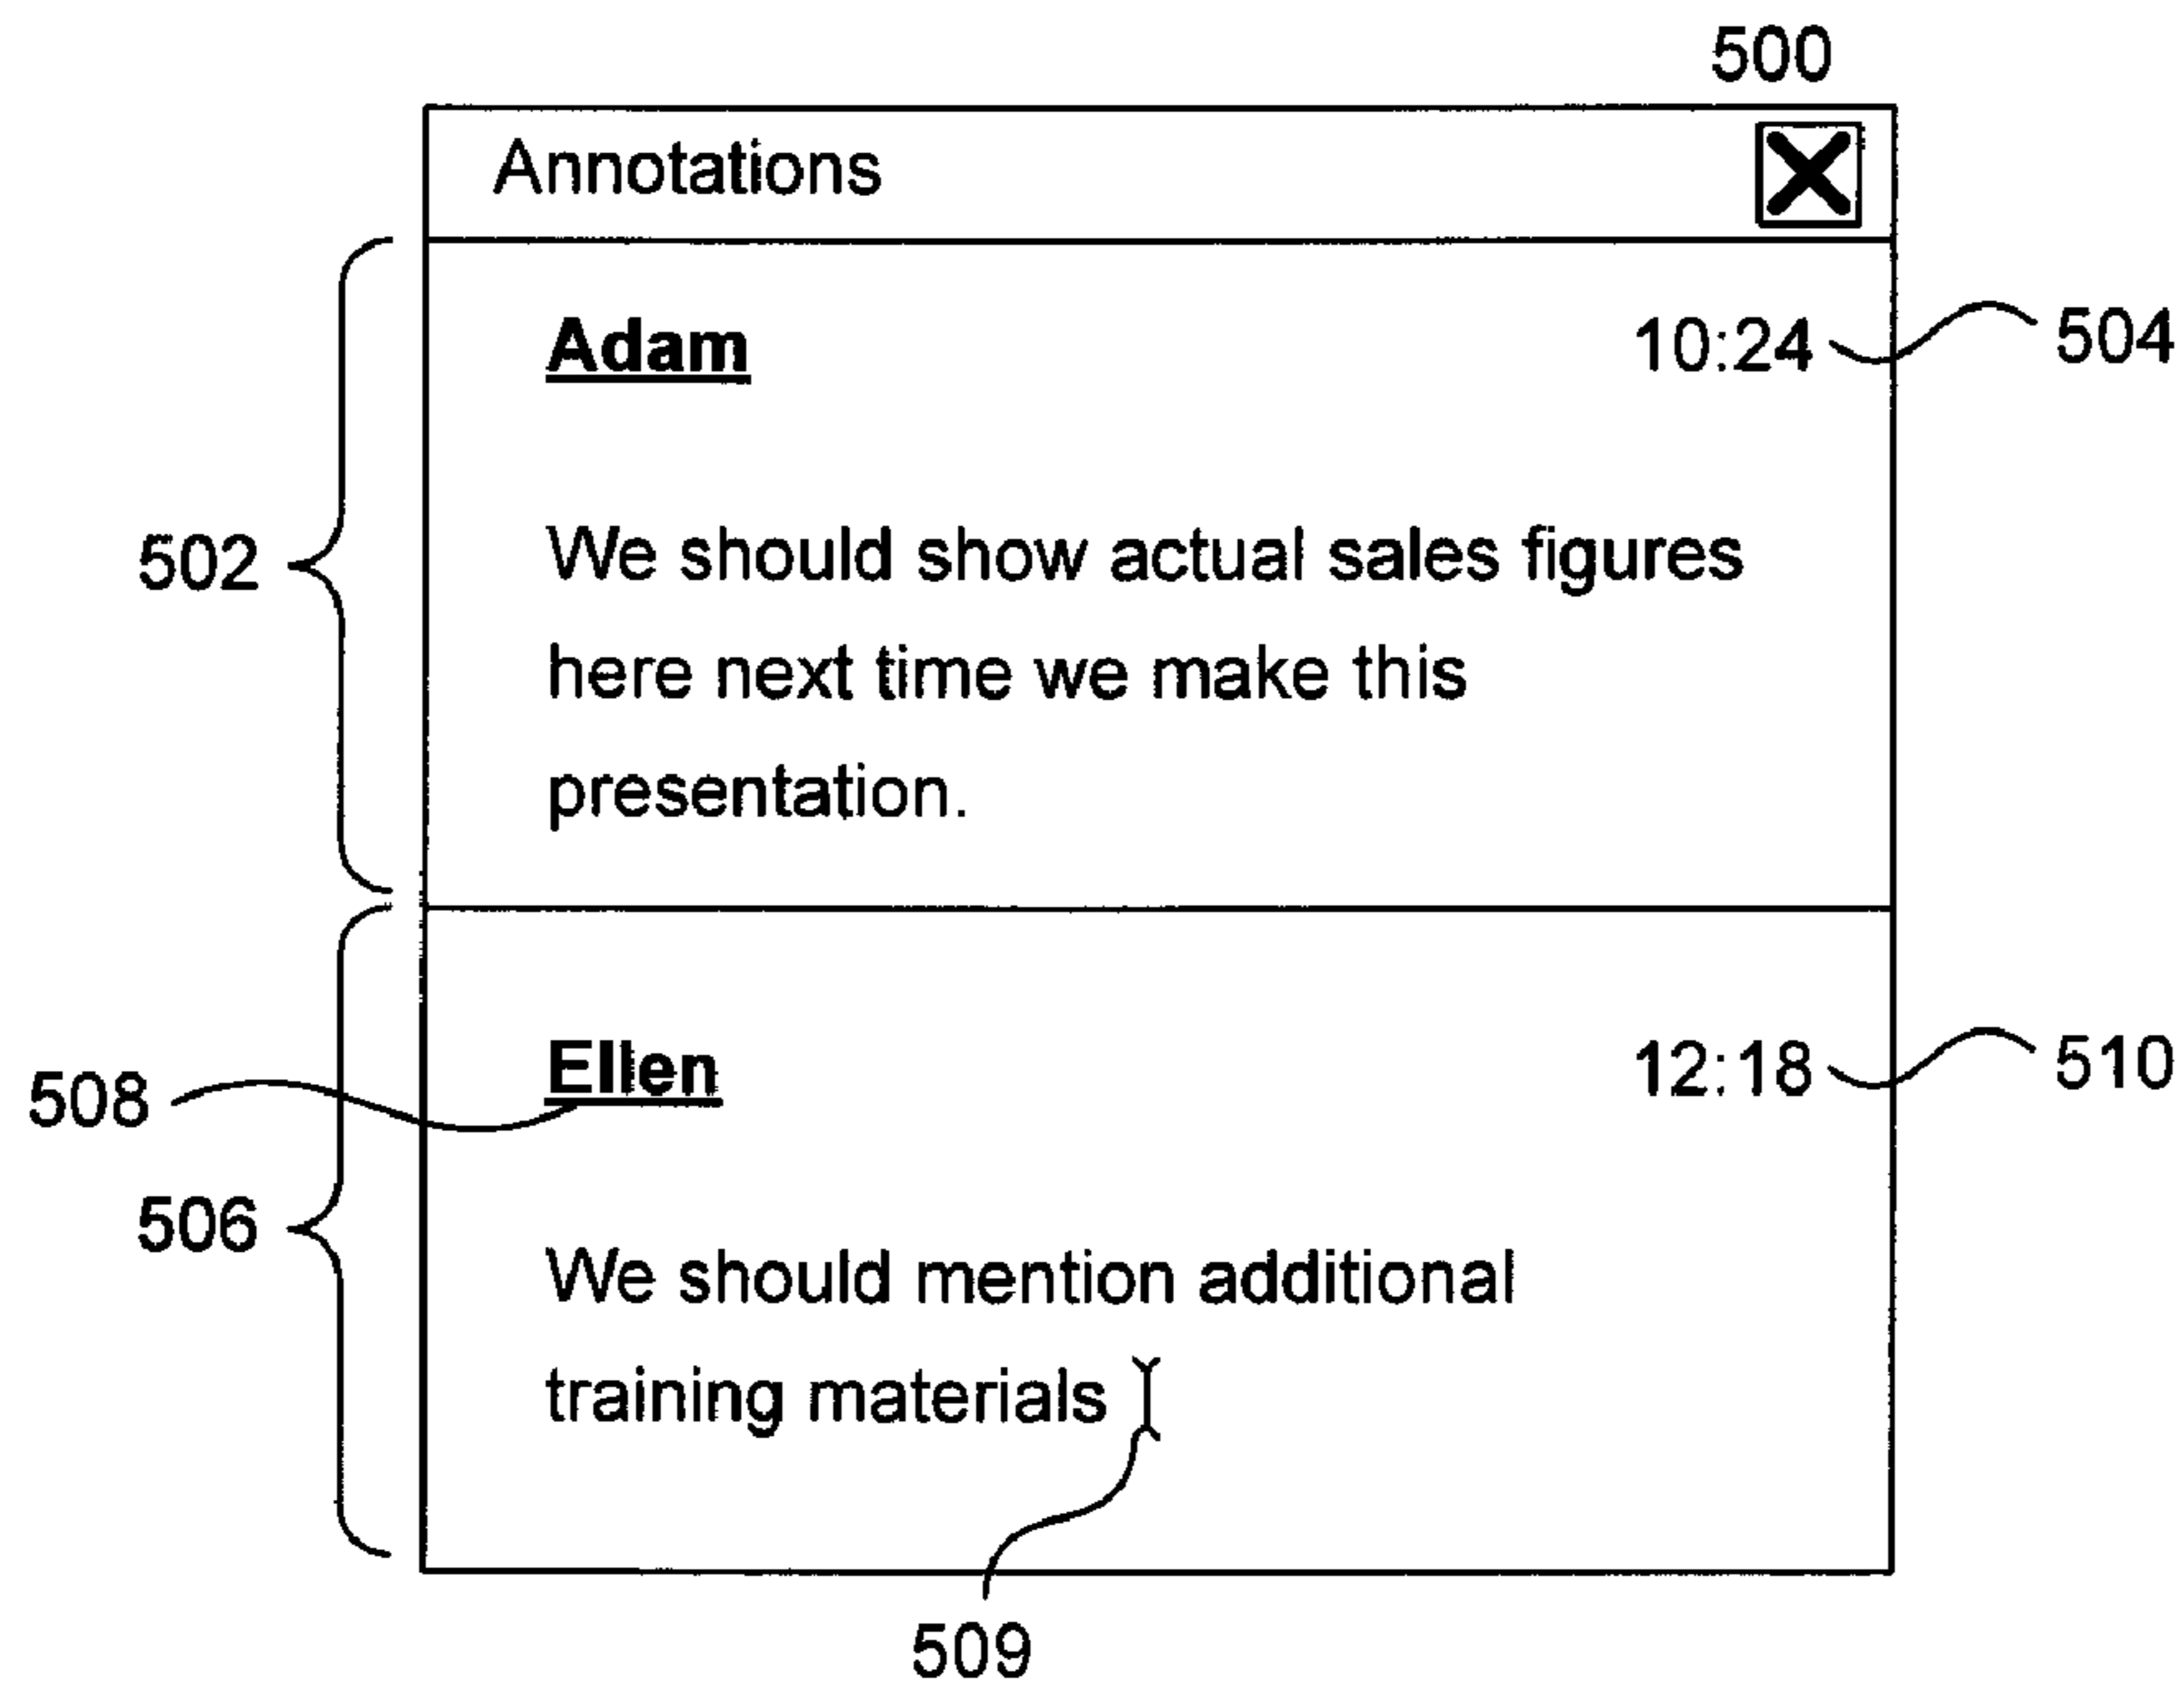 500
Annotations
Adam 10:24 504
502
We should show actual sales figures
here next time we make this
presentation.
Ellen 12:18 510
508
506
We should mention additional
training materials
509